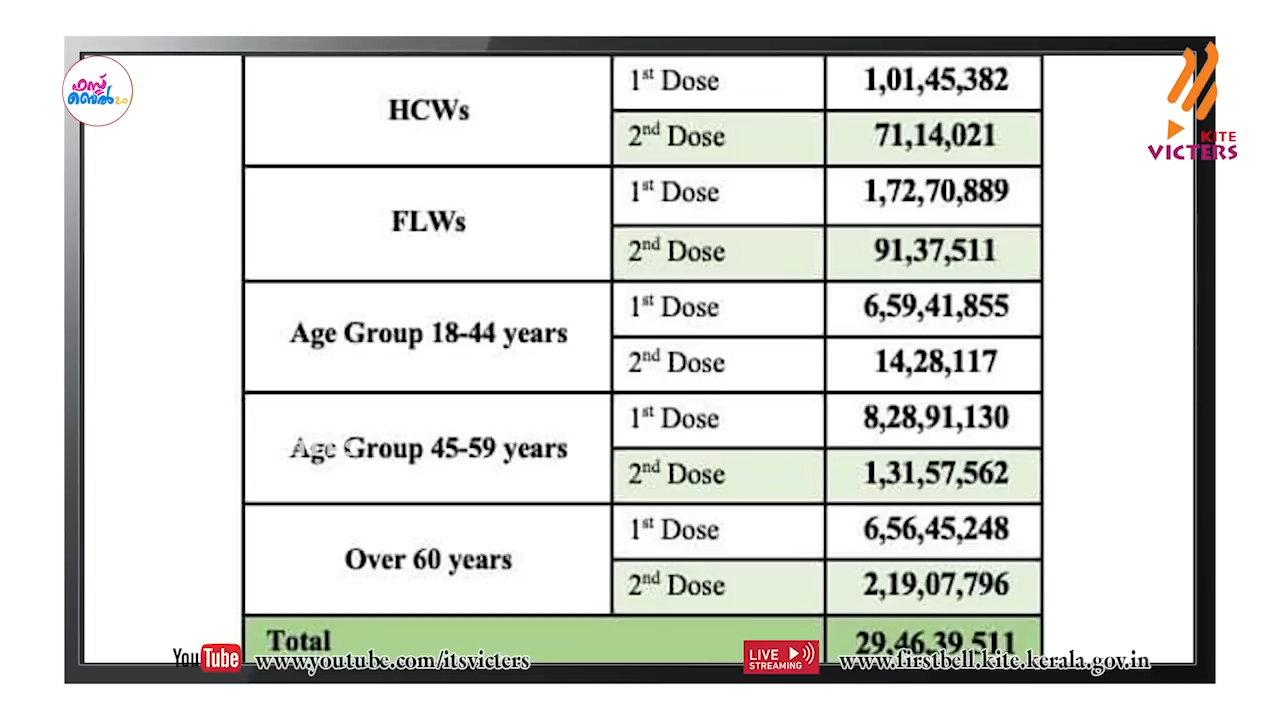 ഫസ്റ്റ്
ബെൽ 2.0
KITE
VICTERS
HCWs
1st Dose 1,01,45,382
2nd Dose 71,14,021
FLWs
1st Dose 1,72,70,889
2nd Dose 91,37,511
Age Group 18-44 years
1st Dose 6,59,41,855
2nd Dose 14,28,117
Age Group 45-59 years
1st Dose 8,28,91,130
2nd Dose 1,31,57,562
Over 60 years
1st Dose 6,56,45,248
2nd Dose 2,19,07,796
Total 29,46,39,511
YouTube www.youtube.com/itsvicters
LIVE STREAMING www.firstbell.kite.kerala.gov.in